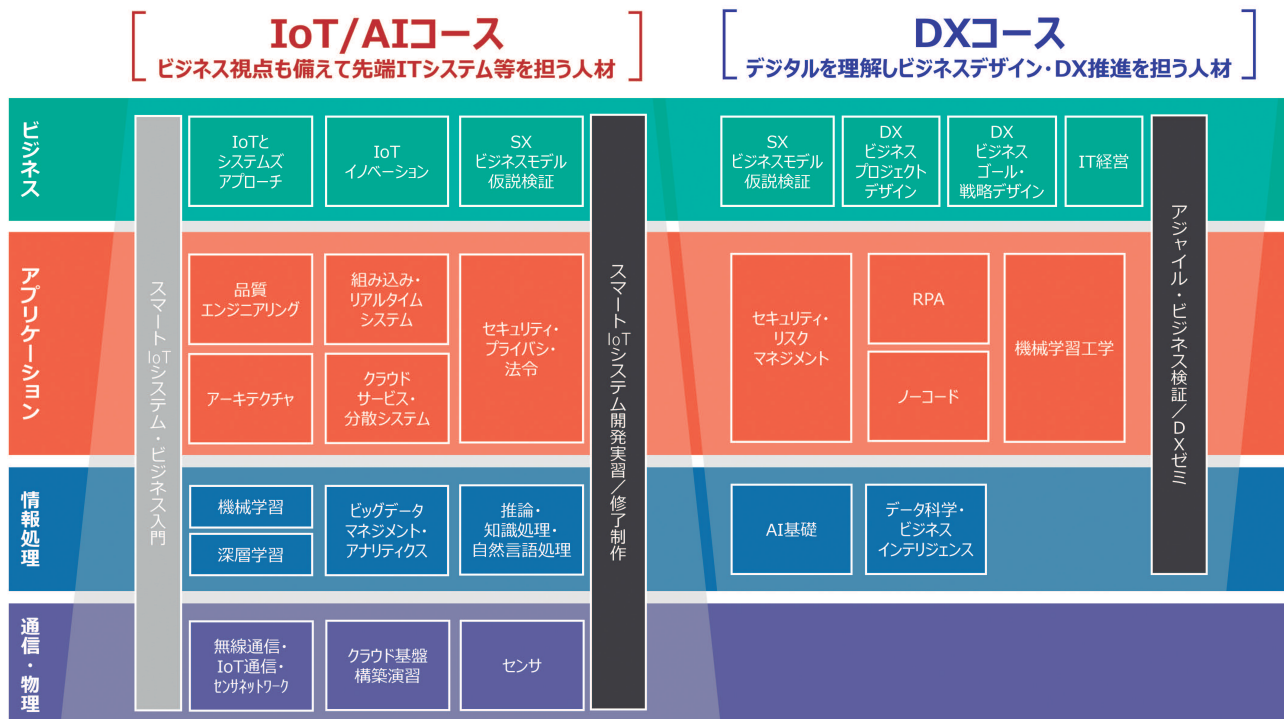 IoT/AIコース
ビジネス視点も備えて先端ITシステム等を担う人材
DXコース
デジタルを理解しビジネスデザイン・DX推進を担う人材
ビジネス
IoTと
システムズ
アプローチ
IoT
イノベーション
SX
ビジネスモデル
仮説検証
SX
ビジネスモデル
仮説検証
DX
ビジネス
プロジェクト
デザイン
DX
ビジネス
ゴール・
戦略デザイン
IT経営
スマートIoTシステム・ビジネス入門
スマートIoTシステム開発実習/修了制作
アジャイル・ビジネス検証/DXゼミ
アプリケーション
品質
エンジニアリング
組み込み・
リアルタイム
システム
セキュリティ・
プライバシ・
法令
アーキテクチャ
クラウド
サービス・
分散システム
セキュリティ・
リスク
マネジメント
RPA
ノーコード
機械学習工学
情報処理
機械学習
深層学習
ビッグデータ
マネジメント・
アナリティクス
推論・
知識処理・
自然言語処理
AI基礎
データ科学・
ビジネス
インテリジェンス
通信・物理
無線通信・
IoT通信・
センサネットワーク
クラウド基盤
構築演習
センサ